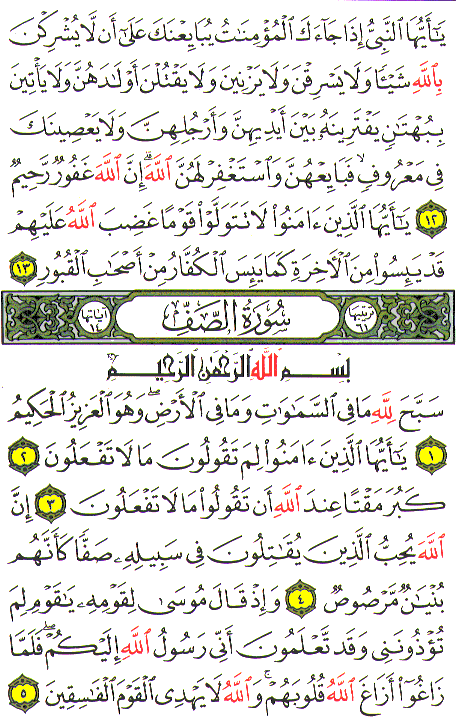 يَـٰٓأَيُّهَا ٱلنَّبِىُّ إِذَا جَآءَكَ ٱلْمُؤْمِنَـٰتُ يُبَايِعْنَكَ عَلَىٰٓ أَن لَّا يُشْرِكْنَ
بِٱللَّهِ شَيْـًٔا وَلَا يَسْرِقْنَ وَلَا يَزْنِينَ وَلَا يَقْتُلْنَ أَوْلَـٰدَهُنَّ وَلَا يَأْتِينَ
بِبُهْتَـٰنٍ يَفْتَرِينَهُۥ بَيْنَ أَيْدِيهِنَّ وَأَرْجُلِهِنَّ وَلَا يَعْصِينَكَ
فِى مَعْرُوفٍ ۙ فَبَايِعْهُنَّ وَٱسْتَغْفِرْ لَهُنَّ ٱللَّهَ ۖ إِنَّ ٱللَّهَ غَفُورٌ رَّحِيمٌ
١٢ يَـٰٓأَيُّهَا ٱلَّذِينَ ءَامَنُوا۟ لَا تَتَوَلَّوْا۟ قَوْمًا غَضِبَ ٱللَّهُ عَلَيْهِمْ
قَدْ يَئِسُوا۟ مِنَ ٱلْـَٔاخِرَةِ كَمَا يَئِسَ ٱلْكُفَّارُ مِنْ أَصْحَـٰبِ ٱلْقُبُورِ ١٣
ترتيبها ٦١ سُورَةُ الصَّفِّ آياتها ١٤
بِسْمِ ٱللَّهِ ٱلرَّحْمَـٰنِ ٱلرَّحِيمِ
سَبَّحَ لِلَّهِ مَا فِى ٱلسَّمَـٰوَٰتِ وَمَا فِى ٱلْأَرْضِ ۖ وَهُوَ ٱلْعَزِيزُ ٱلْحَكِيمُ
١ يَـٰٓأَيُّهَا ٱلَّذِينَ ءَامَنُوا۟ لِمَ تَقُولُونَ مَا لَا تَفْعَلُونَ ٢
كَبُرَ مَقْتًا عِندَ ٱللَّهِ أَن تَقُولُوا۟ مَا لَا تَفْعَلُونَ ٣ إِنَّ
ٱللَّهَ يُحِبُّ ٱلَّذِينَ يُقَـٰتِلُونَ فِى سَبِيلِهِۦ صَفًّا كَأَنَّهُم
بُنْيَـٰنٌ مَّرْصُوصٌ ٤ وَإِذْ قَالَ مُوسَىٰ لِقَوْمِهِۦ يَـٰقَوْمِ لِمَ
تُؤْذُونَنِى وَقَد تَّعْلَمُونَ أَنِّى رَسُولُ ٱللَّهِ إِلَيْكُمْ ۖ فَلَمَّا
زَاغُوٓا۟ أَزَاغَ ٱللَّهُ قُلُوبَهُمْ ۚ وَٱللَّهُ لَا يَهْدِى ٱلْقَوْمَ ٱلْفَـٰسِقِينَ ٥